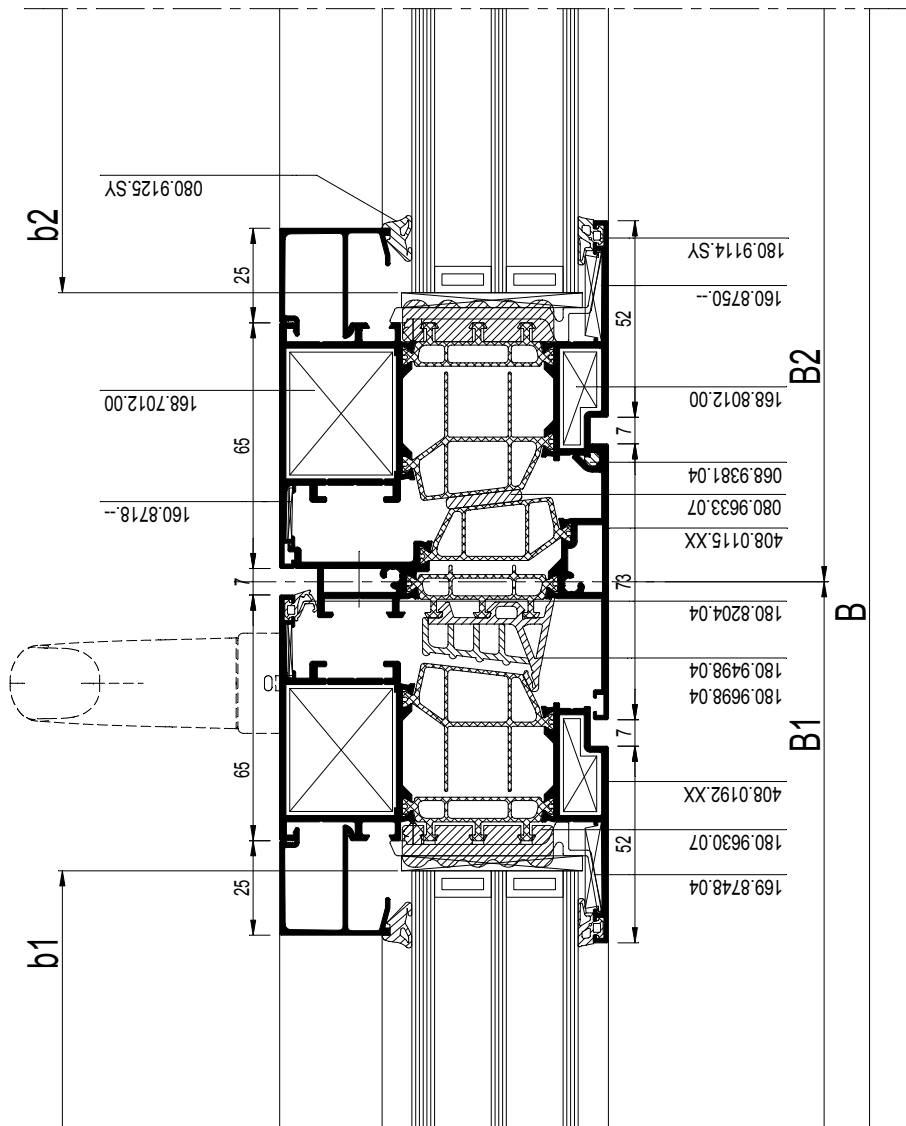 b2
080.9125.SY
25
65
168.7012.00
160.8718.--
7
65
25
b1
180.9114.SY
160.8750.--
52
B2
168.8012.00
7
068.9381.04
080.9633.07
408.0115.XX
73
180.8204.04
B
180.9498.04
180.9698.04
7
B1
408.0192.XX
180.9630.07
52
169.8748.04